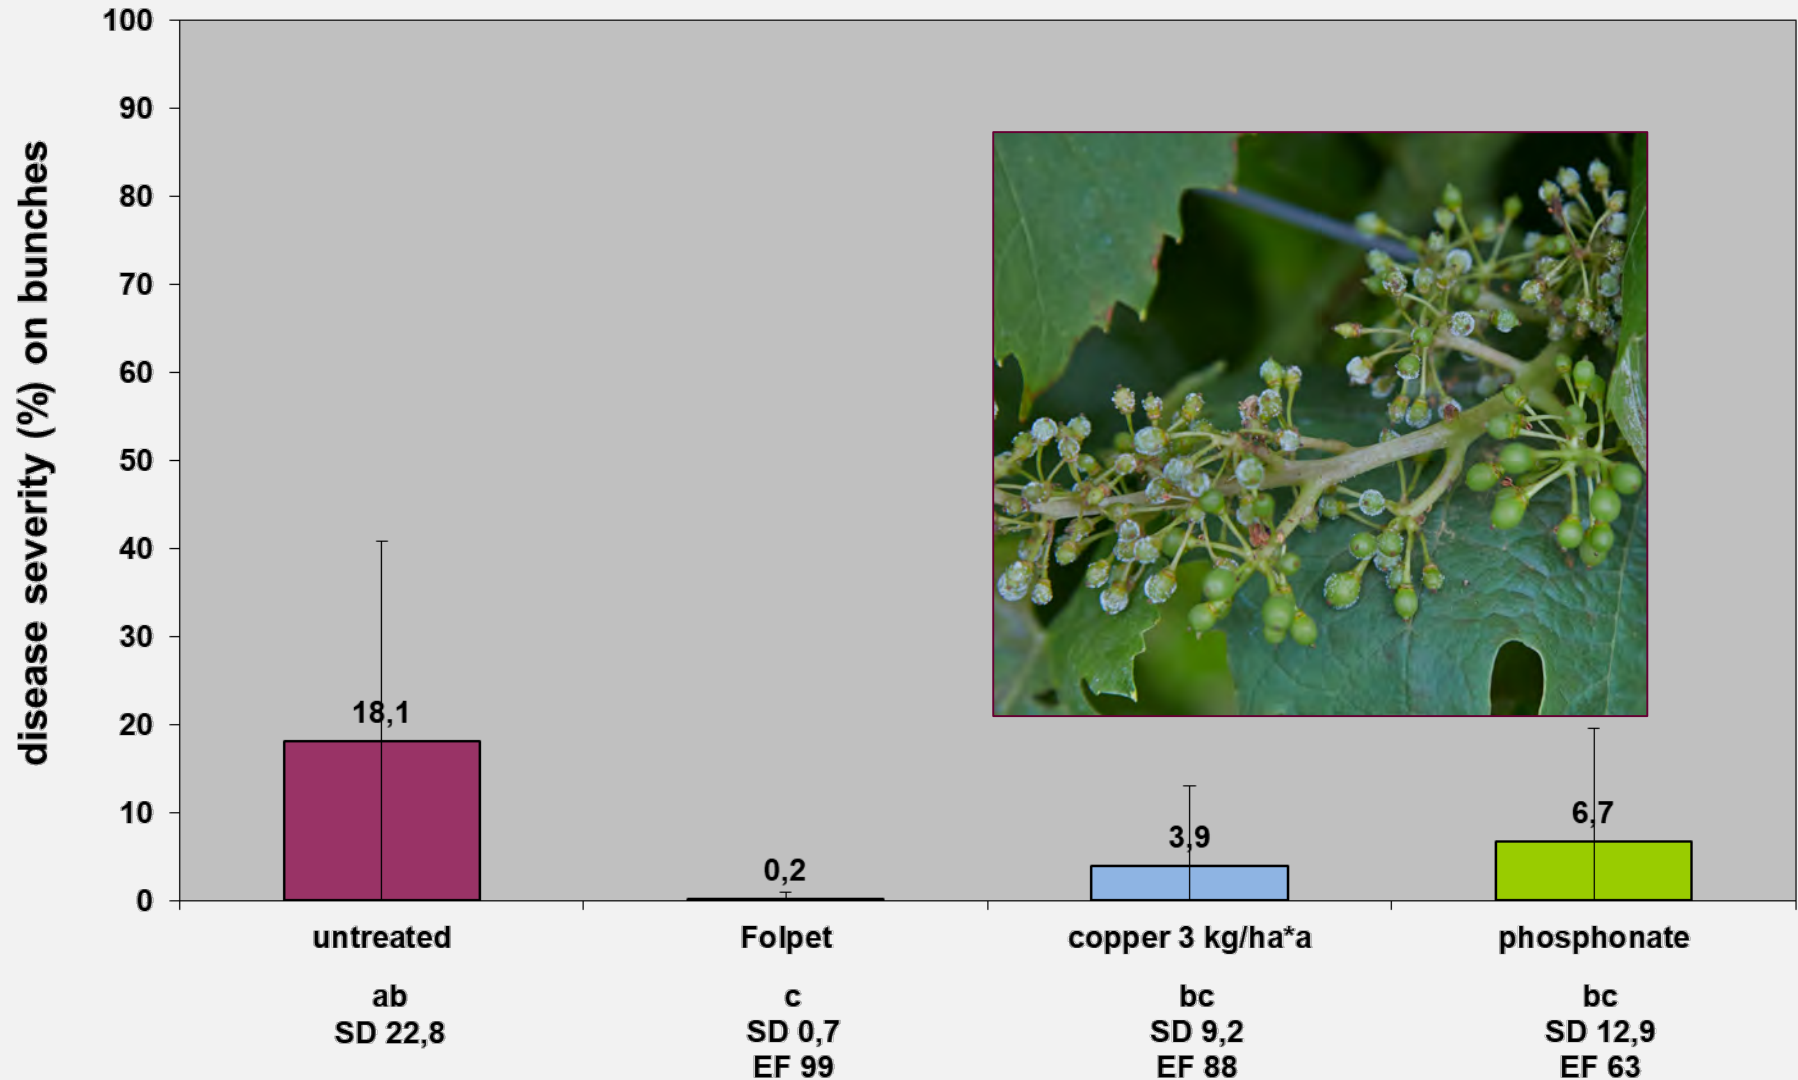 disease severity (%) on bunches
100
90
80
70
60
50
40
30
20
10
0
18,1
0,2
3,9
6,7
untreated
Folpet
copper 3 kg/ha*a
phosphonate
ab
SD 22,8
c
SD 0,7
EF 99
bc
SD 9,2
EF 88
bc
SD 12,9
EF 63